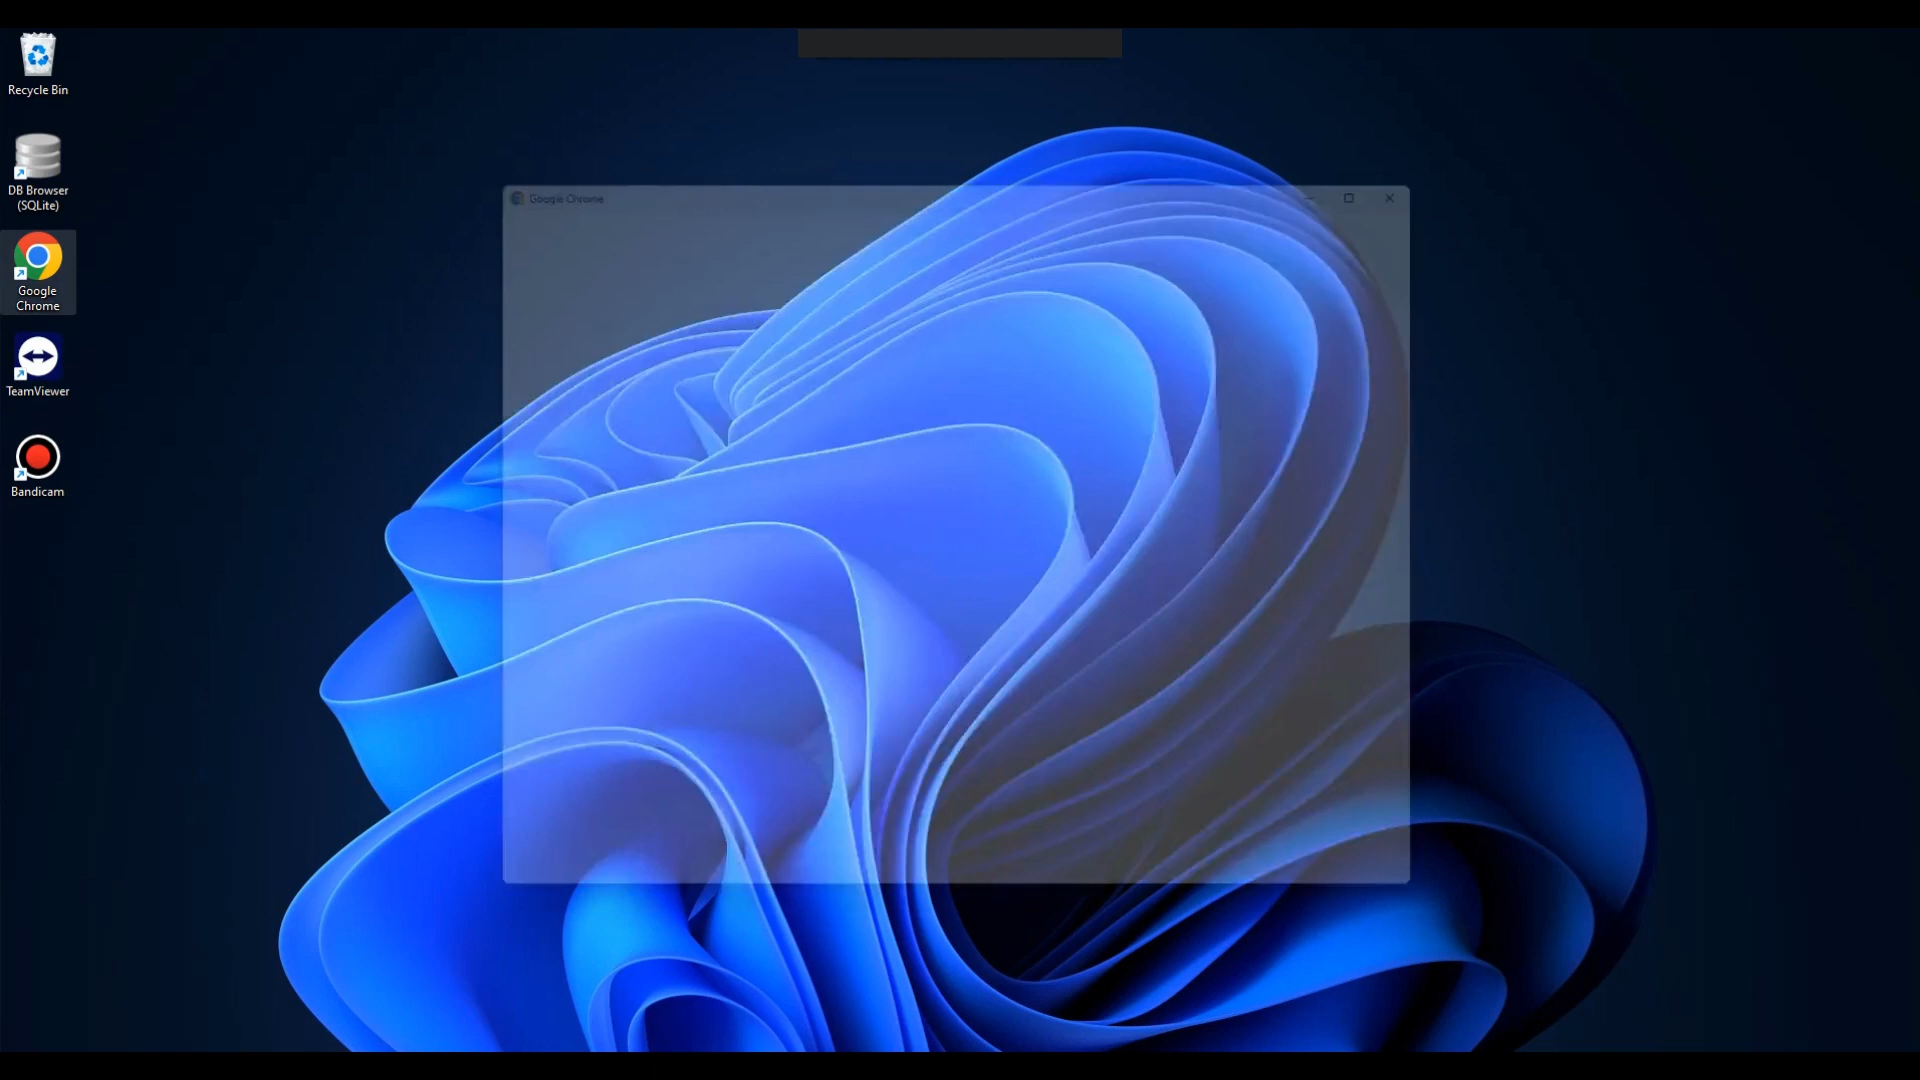 Recycle Bin
DB Browser
(SQLite)
Google
Chrome
TeamViewer
Bandicam
Google Chrome